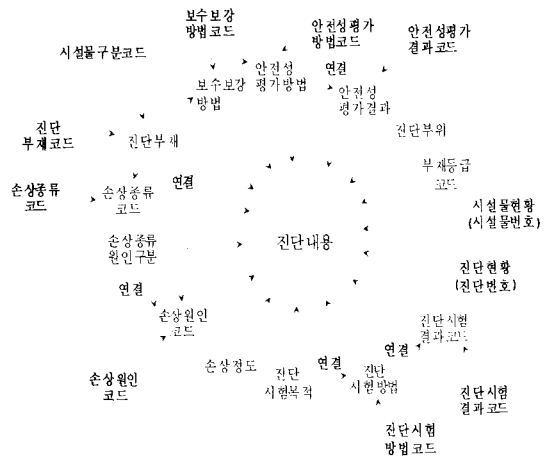 보수보강
방법코드
안전성평가
방법코드
안전성평가
결과코드
시설물구분코드
안전성
평가방법
연결
보수보강
방법
안전성
평가결과
진단
부재코드
진단부재
진단부위
부재등급
코드
손상종류
코드
손상종류
코드
연결
시설물현황
(시설물번호)
손상종류
원인구분
진단내용
진단현황
(진단번호)
연결
손상원인
코드
진단시험
결과코드
연결
손상원인
코드
손상정도
진단
시험목적
연결
진단
시험방법
진단시험
결과코드
진단시험
방법코드